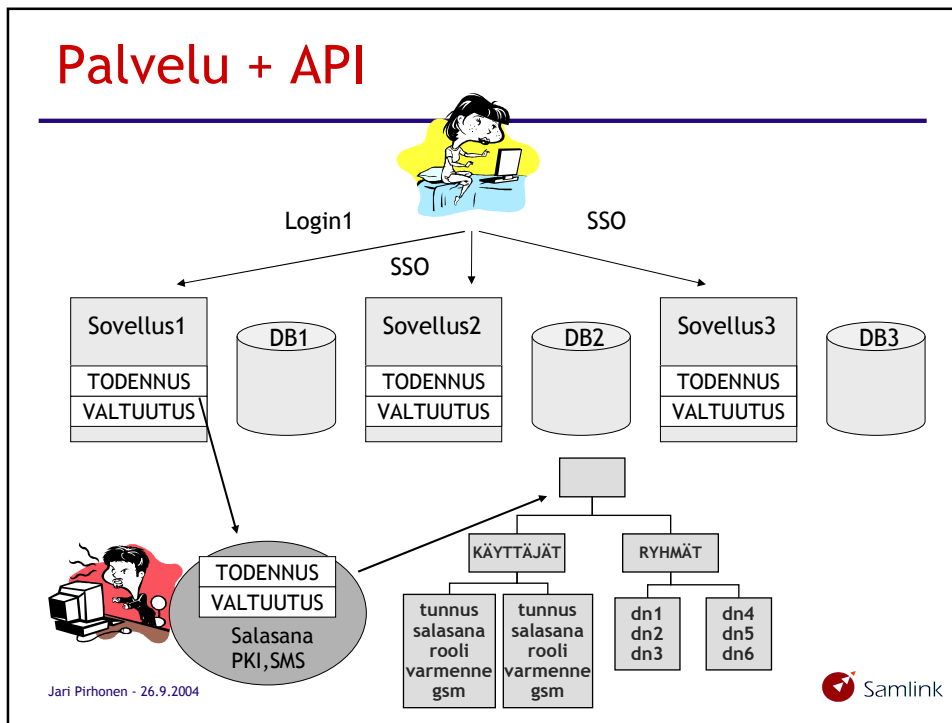 Palvelu + API
Login1
SSO
SSO
Sovellus1
DB1
Sovellus2
DB2
Sovellus3
DB3
TODENNUS
VALTUUTUS
TODENNUS
VALTUUTUS
TODENNUS
VALTUUTUS
KÄYTTÄJÄT
RYHMÄT
TODENNUS
VALTUUTUS
Salasana
PKI,SMS
tunnus
salasana
rooli
varmenne
gsm
tunnus
salasana
rooli
varmenne
gsm
dn1
dn2
dn3
dn4
dn5
dn6
Jari Pirhonen - 26.9.2004
Samlink